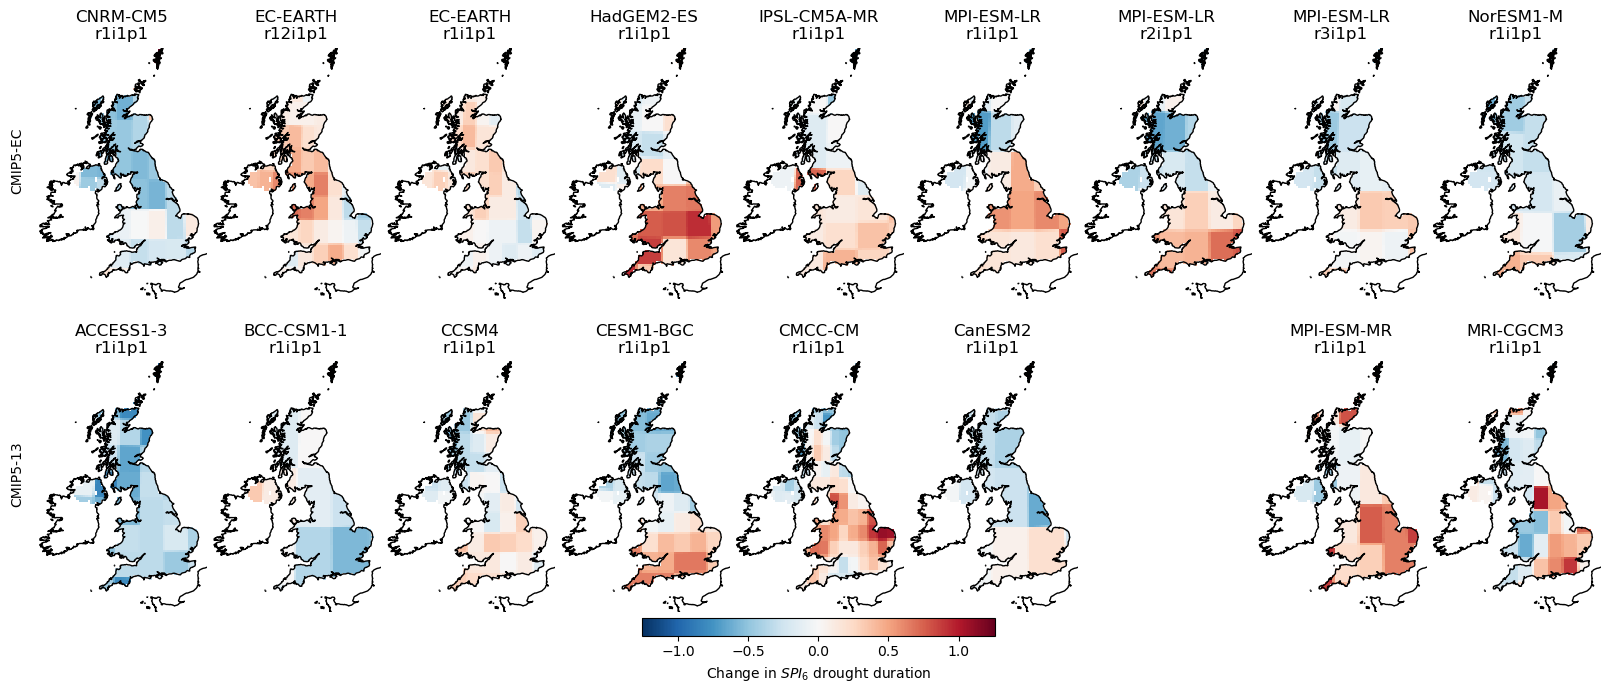 CNRM-CM5 EC-EARTH EC-EARTH HadGEM2-ES IPSL-CM5A-MR MPI-ESM-LR MPI-ESM-LR MPI-ESM-LR NorESM1-M
r1i1p1 r12i1p1 r1i1p1 r1i1p1 r1i1p1 r1i1p1 r2i1p1 r3i1p1 r1i1p1
CMIP5-EC
ACCESS1-3 BCC-CSM1-1 CCSM4 CESM1-BGC CMCC-CM CanESM2 MPI-ESM-MR MRI-CGCM3
r1i1p1 r1i1p1 r1i1p1 r1i1p1 r1i1p1 r1i1p1 r1i1p1 r1i1p1
CMIP5-13
−1.0 −0.5 0.0 0.5 1.0
Change in SPI6 drought duration